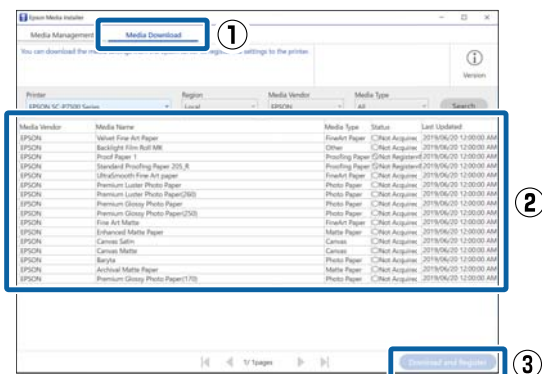 Epson Media Installer
Media Management
Media Download
1
You can download the
settings to the printer.
Version
Printer
Region
Media Vendor
Media Type
EPSON SC-P7500 Series
Local
EPSON
All
Search
Media Vendor Media Name Media Type Status Last Updated
EPSON Velvet Fine Art Paper FineArt Paper Not Acquired 2019/06/20 12:00:00 AM
EPSON Backlight Film Roll MK Other Not Acquired 2019/06/20 12:00:00 AM
EPSON Proof Paper 1 Proofing Paper Not Registered 2019/06/20 12:00:00 AM
EPSON Standard Proofing Paper 205_R Proofing Paper Not Registered 2019/06/20 12:00:00 AM
EPSON UltraSmooth Fine Art paper FineArt Paper Not Acquired 2019/06/20 12:00:00 AM
EPSON Premium Luster Photo Paper Photo Paper Not Acquired 2019/06/20 12:00:00 AM
EPSON Premium Luster Photo Paper(260) Photo Paper Not Acquired 2019/06/20 12:00:00 AM
EPSON Premium Glossy Photo Paper Photo Paper Not Acquired 2019/06/20 12:00:00 AM
EPSON Premium Glossy Photo Paper(250) Photo Paper Not Acquired 2019/06/20 12:00:00 AM
EPSON Fine Art Matte FineArt Paper Not Acquired 2019/06/20 12:00:00 AM
EPSON Enhanced Matte Paper Matte Paper Not Acquired 2019/06/20 12:00:00 AM
EPSON Canvas Satin Canvas Not Acquired 2019/06/20 12:00:00 AM
EPSON Canvas Matte Canvas Not Acquired 2019/06/20 12:00:00 AM
EPSON Baryta Photo Paper Not Acquired 2019/06/20 12:00:00 AM
EPSON Archival Matte Paper Matte Paper Not Acquired 2019/06/20 12:00:00 AM
EPSON Premium Glossy Photo Paper(170) Photo Paper Not Acquired 2019/06/20 12:00:00 AM
2
1/ 1pages
Download and Register
3